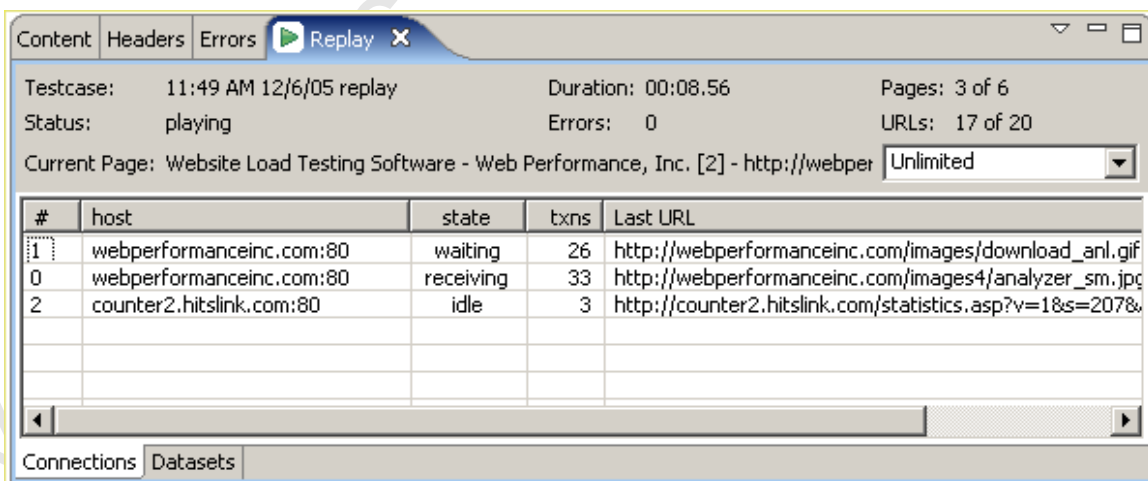 Content Headers Errors Replay
Testcase: 11:49 AM 12/6/05 replay Duration: 00:08.56 Pages: 3 of 6
Status: playing Errors: 0 URLs: 17 of 20
Current Page: Website Load Testing Software - Web Performance, Inc. [2] - http://webper Unlimited
# host state txns Last URL
1 webperformanceinc.com:80 waiting 26 http://webperformanceinc.com/images/download_anl.gif
0 webperformanceinc.com:80 receiving 33 http://webperformanceinc.com/images4/analyzer_sm.jpg
2 counter2.hitslink.com:80 idle 3 http://counter2.hitslink.com/statistics.asp?v=1&s=207&
Connections Datasets